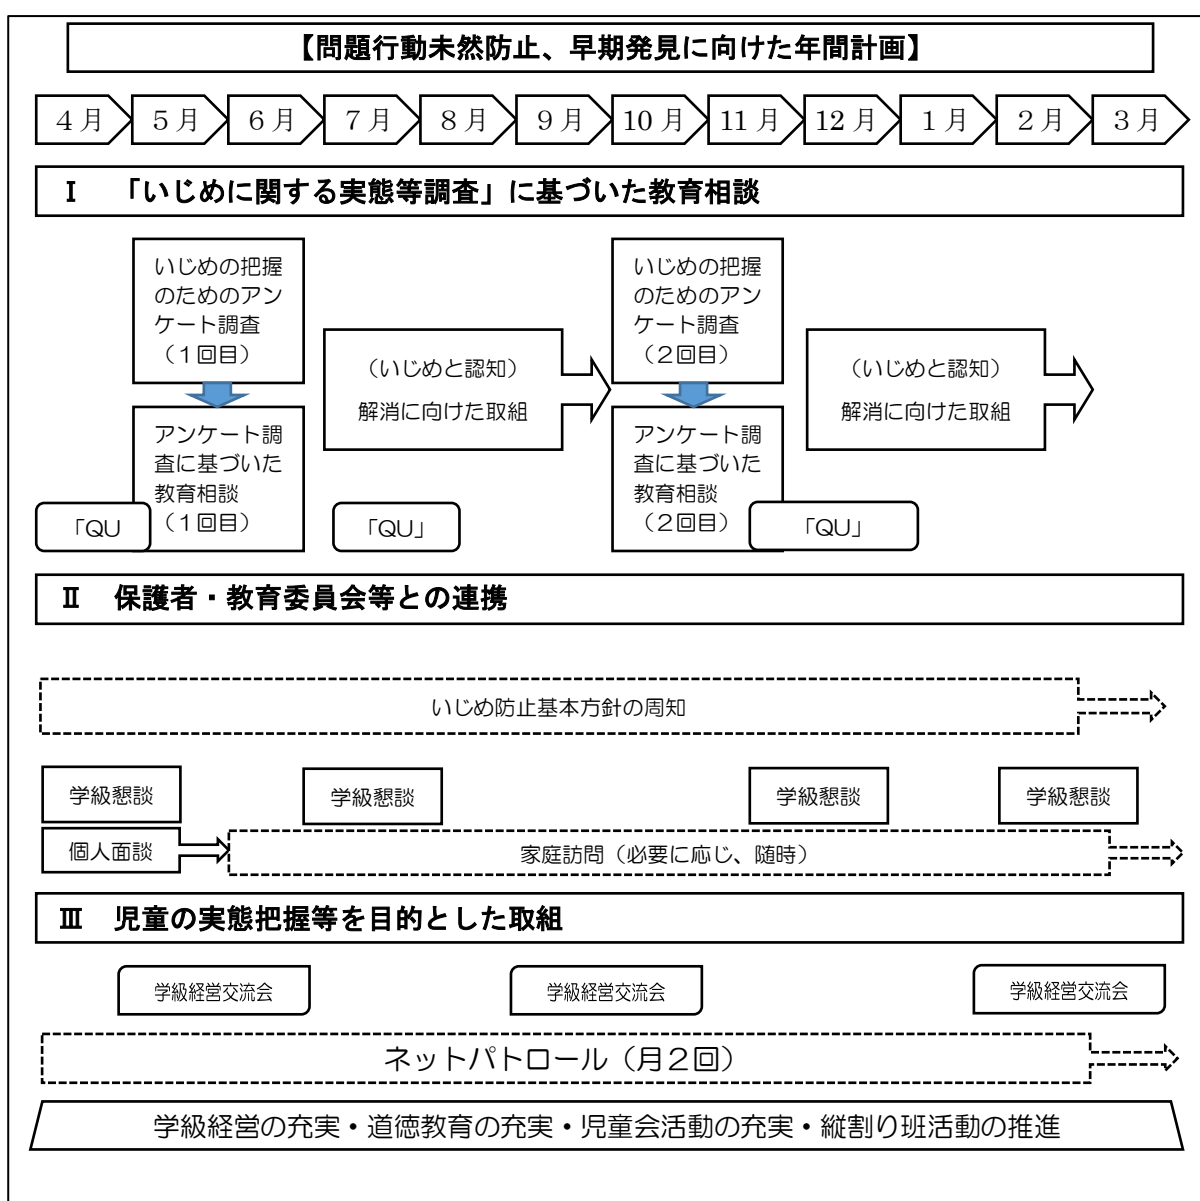 【問題行動未然防止、早期発見に向けた年間計画】
４月 ５月 ６月 ７月 ８月 ９月 10月 11月 12月 １月 ２月 ３月
Ⅰ　「いじめに関する実態等調査」に基づいた教育相談
いじめの把握
のためのアン
ケート調査
（１回目）
アンケート調
査に基づいた
教育相談
（１回目）
（いじめと認知）
解消に向けた取組
いじめの把握
のためのアン
ケート調査
（２回目）
アンケート調
査に基づいた
教育相談
（２回目）
（いじめと認知）
解消に向けた取組
「QU
「QU」
「QU」
Ⅱ　保護者・教育委員会等との連携
いじめ防止基本方針の周知
学級懇談
学級懇談
学級懇談
学級懇談
個人面談
家庭訪問（必要に応じ、随時）
Ⅲ　児童の実態把握等を目的とした取組
学級経営交流会
学級経営交流会
学級経営交流会
ネットパトロール（月２回）
学級経営の充実・道徳教育の充実・児童会活動の充実・縦割り班活動の推進